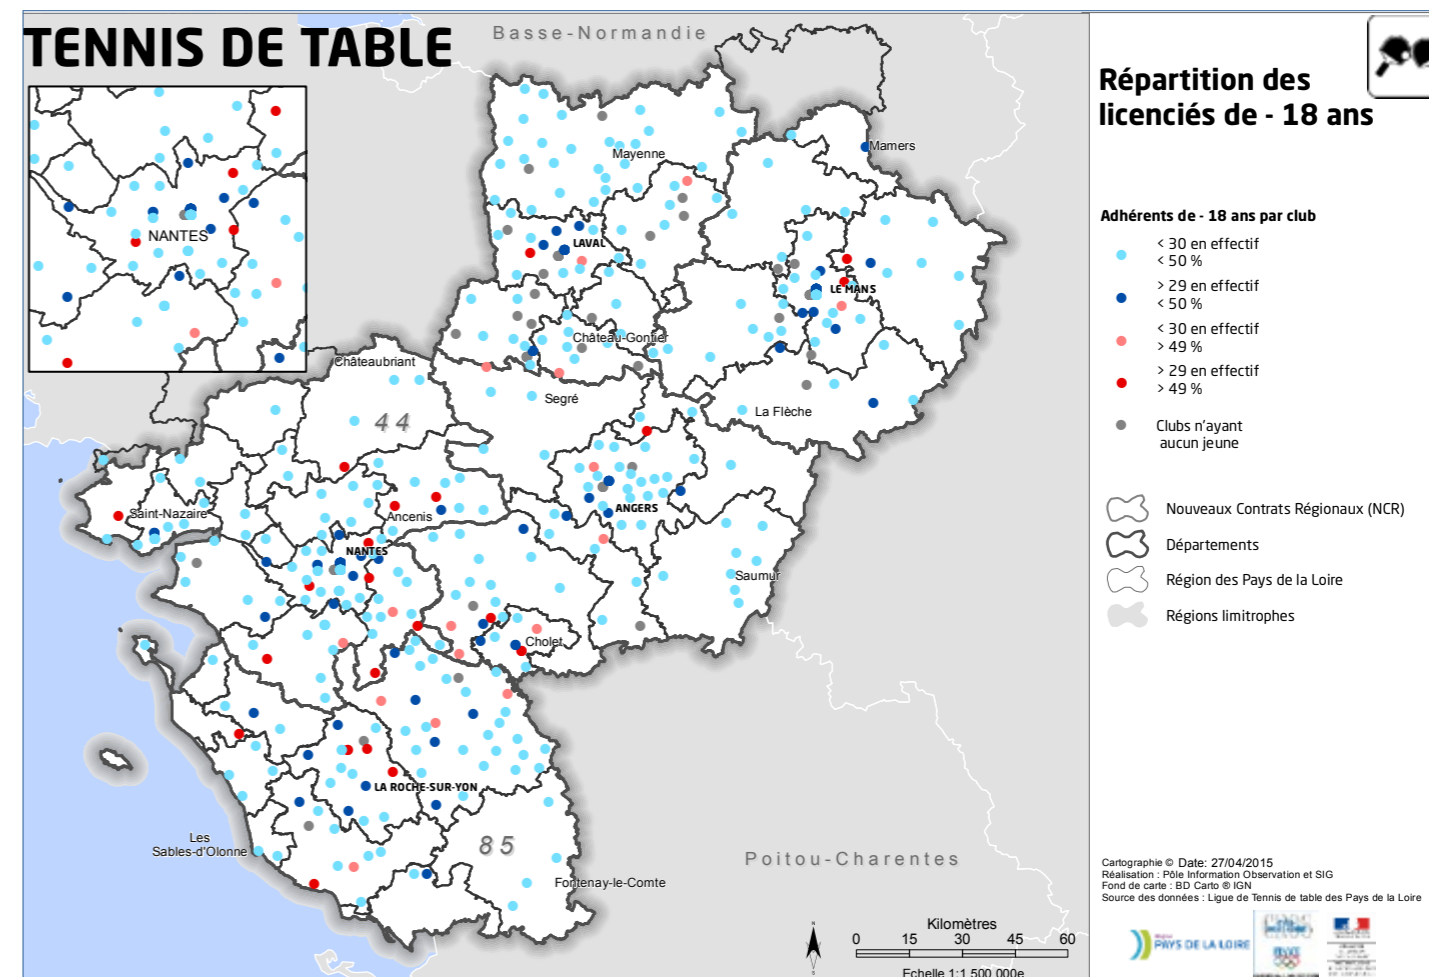 TENNIS DE TABLE
Basse-Normandie
Mamers
Mayenne
NANTES
LAVAL
LE MANS
Château-Gontier
Châteaubriant
Segré
La Flèche
44
ANGERS
Saint-Nazaire
Ancenis
NANTES
Saumur
Cholet
LA ROCHE-SUR-YON
Les
Sables-d'Olonne
85
Fontenay-le-Comte
Poitou-Charentes
Kilomètres
0 15 30 45 60
Echelle 1:1 500 000e
Répartition des
licenciés de - 18 ans
Adhérents de - 18 ans par club
< 30 en effectif
< 50 %
> 29 en effectif
< 50 %
< 30 en effectif
> 49 %
> 29 en effectif
> 49 %
Clubs n'ayant
aucun jeune
Nouveaux Contrats Régionaux (NCR)
Départements
Région des Pays de la Loire
Régions limitrophes
Cartographie © Date: 27/04/2015
Réalisation : Pôle Information Observation et SIG
Fond de carte : BD Carto ® IGN
Source des données : Ligue de Tennis de table des Pays de la Loire
PAYS DE LA LOIRE